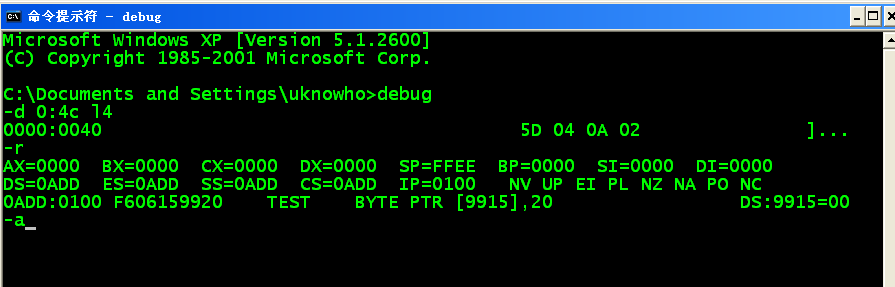 命令提示符 - debug
Microsoft Windows XP [Version 5.1.2600]
(C) Copyright 1985-2001 Microsoft Corp.
C:\Documents and Settings\uknowho>debug
-d 0:4c l4
0000:0040                                      5D 04 0A 02               ]...
-r
AX=0000  BX=0000  CX=0000  DX=0000  SP=FFEE  BP=0000  SI=0000  DI=0000
DS=0ADD  ES=0ADD  SS=0ADD  CS=0ADD  IP=0100   NV UP EI PL NZ NA PO NC
0ADD:0100 F606159920    TEST    BYTE PTR [9915],20                 DS:9915=00
-a_